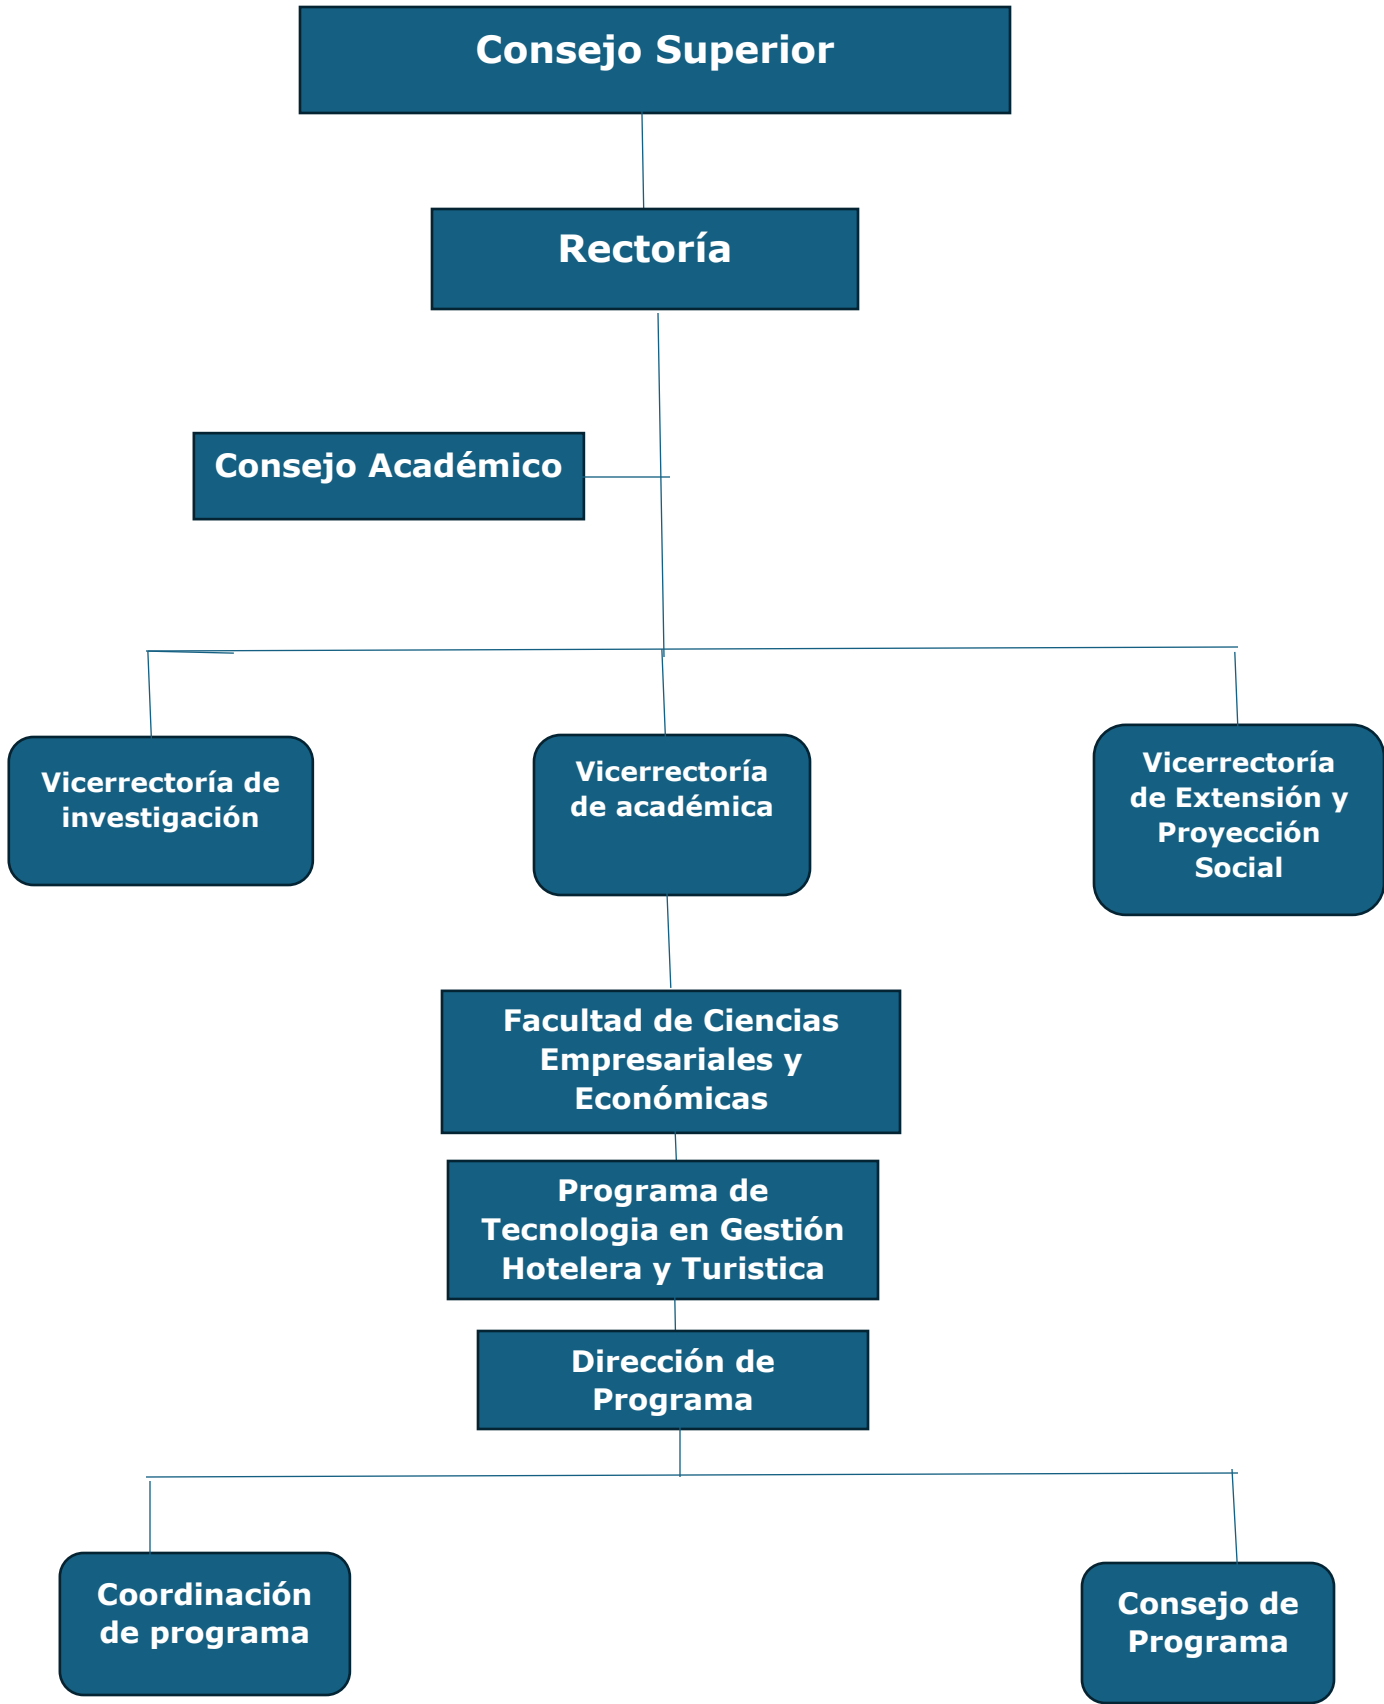 Consejo Superior
Rectoría
Consejo Académico
Vicerrectoría de
investigación
Vicerrectoría
de académica
Vicerrectoría
de Extensión y
Proyección
Social
Facultad de Ciencias
Empresariales y
Económicas
Programa de
Tecnologia en Gestión
Hotelera y Turistica
Dirección de
Programa
Coordinación
de programa
Consejo de
Programa